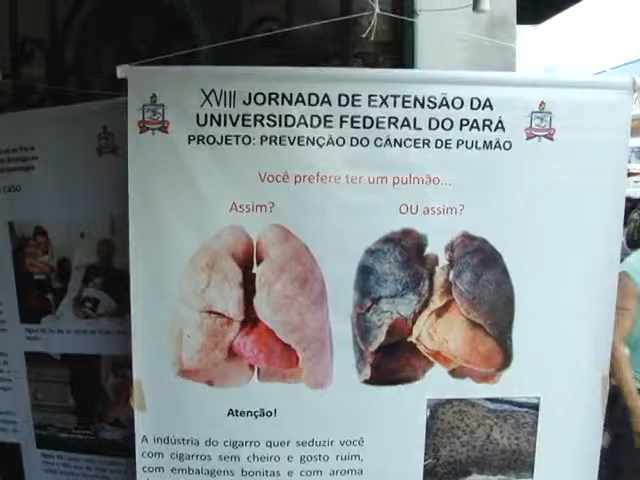 XVIII JORNADA DE EXTENSÃO DA
UNIVERSIDADE FEDERAL DO PARÁ
PROJETO: PREVENÇÃO DO CÂNCER DE PULMÃO
Você prefere ter um pulmão...
Assim?
OU assim?
Atenção!
A indústria do cigarro quer seduzir você
com cigarros sem cheiro e gosto ruim,
com embalagens bonitas e com aroma